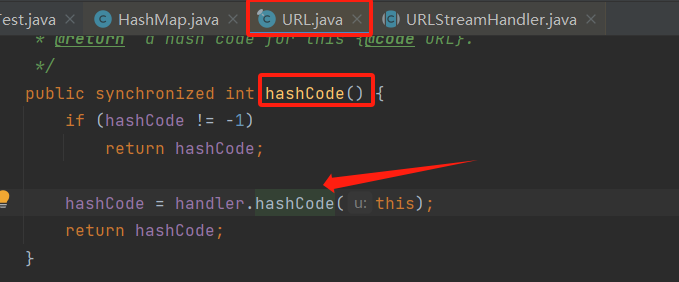 Test.java × HashMap.java × URL.java × URLStreamHandler.java ×
* @return a hash code for this {@code URL}.
*/
public synchronized int hashCode() {
if (hashCode != -1)
return hashCode;
hashCode = handler.hashCode( u: this);
return hashCode;
}